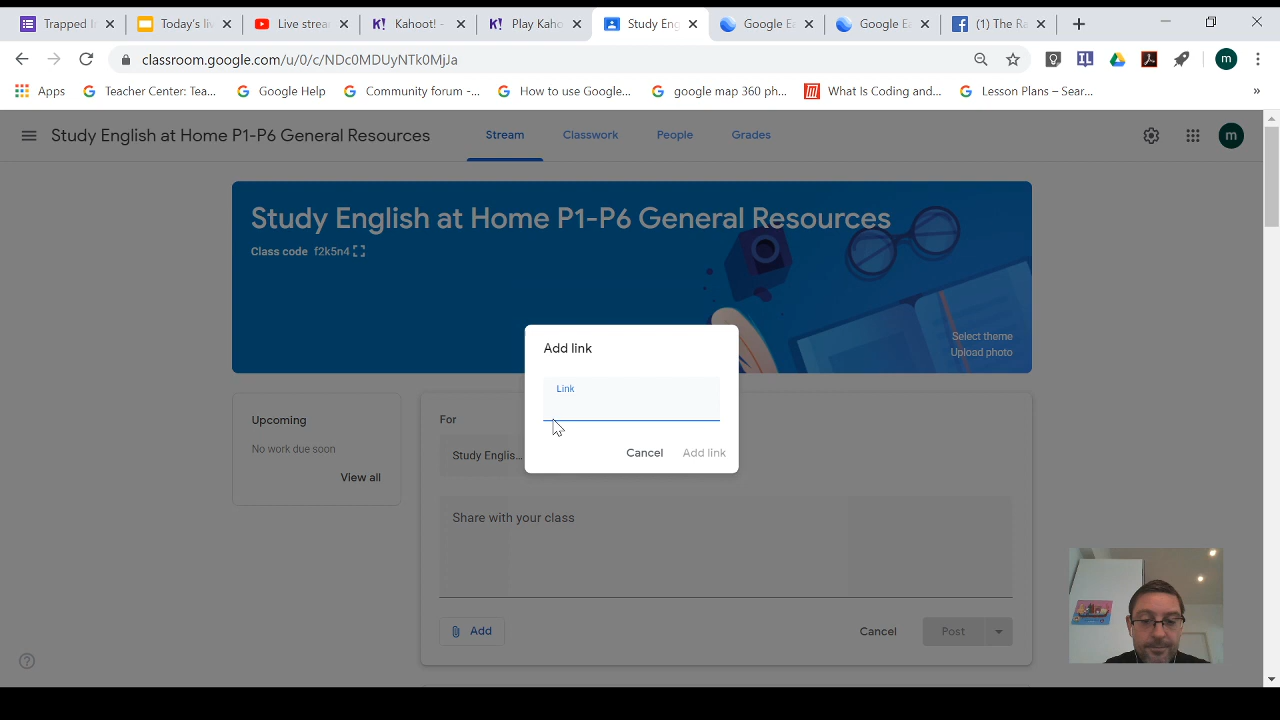 Trapped I
Today's liv
Live strea
Kahoot! -
Play Kaho
Study Eng
Google E
Google Ea
(1) The Ra
classroom.google.com/u/0/c/NDc0MDUyNTk0MjJa
m
Apps
Teacher Center: Tea...
Google Help
Community forum -...
How to use Google...
google map 360 ph...
What Is Coding and...
Lesson Plans – Sear...
»
Study English at Home P1-P6 General Resources
Stream
Classwork
People
Grades
m
Study English at Home P1-P6 General Resources
Class code f2k5n4
Select theme
Upload photo
Add link
Link
Cancel
Add link
Upcoming
No work due soon
View all
For
Study Englis...
Share with your class
Add
Cancel
Post